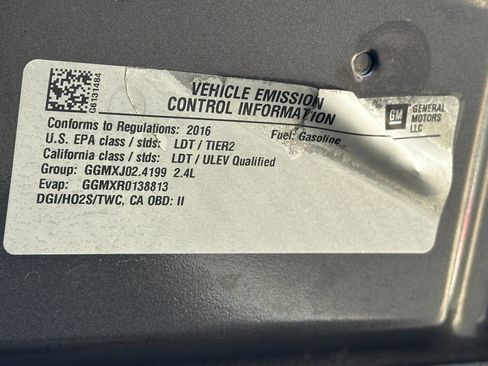 G6131484
VEHICLE EMISSION
CONTROL INFORMATION
GM
GENERAL
MOTORS
LLC
Conforms to Regulations: 2016
Fuel: Gasoline
U.S. EPA class / stds: LDT / TIER2
California class / stds: LDT / ULEV Qualified
Group: GGMXJ02.4199 2.4L
Evap: GGMXR0138813
DGI/HO2S/TWC, CA OBD: II